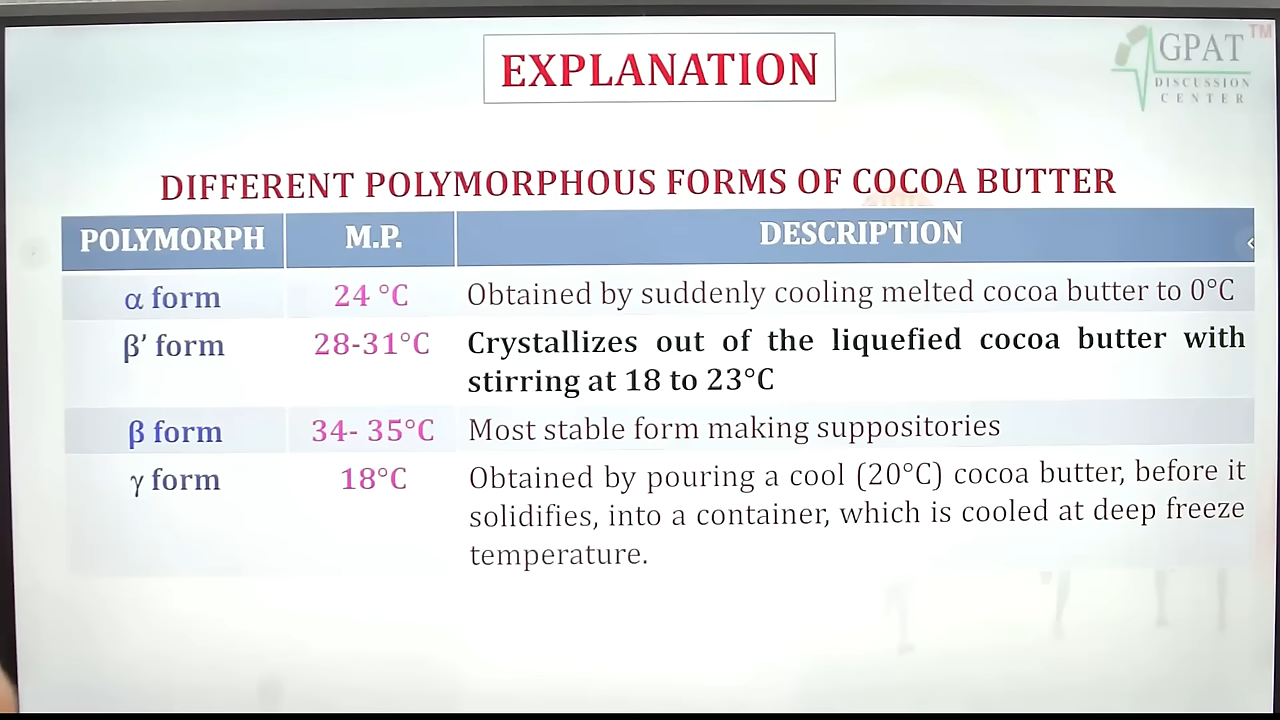 EXPLANATION
GPAT™
DISCUSSION
CENTER
DIFFERENT POLYMORPHOUS FORMS OF COCOA BUTTER
POLYMORPH M.P. DESCRIPTION
α form 24 °C Obtained by suddenly cooling melted cocoa butter to 0°C
β’ form 28-31°C Crystallizes out of the liquefied cocoa butter with
stirring at 18 to 23°C
β form 34- 35°C Most stable form making suppositories
γ form 18°C Obtained by pouring a cool (20°C) cocoa butter, before it
solidifies, into a container, which is cooled at deep freeze
temperature.